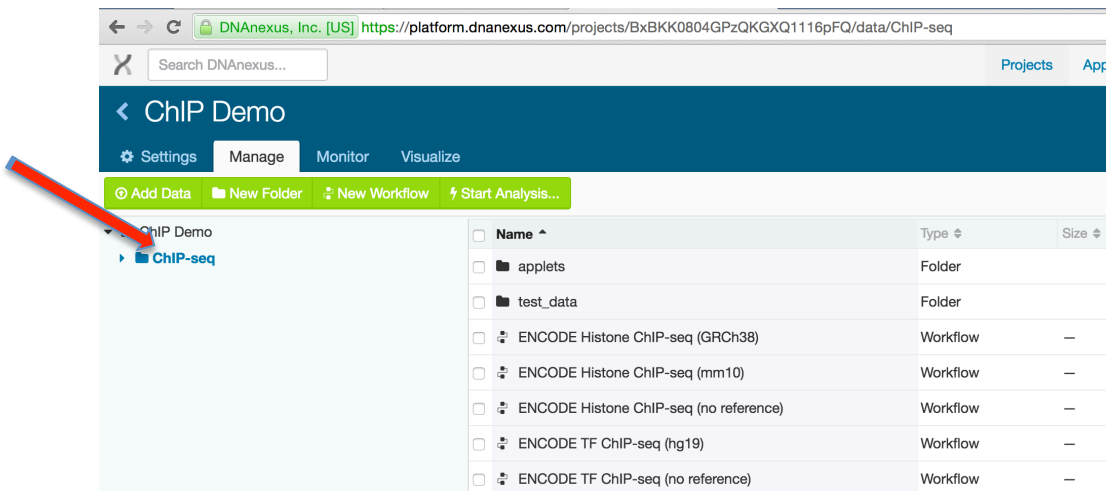 DNAnexus, Inc. [US] https://platform.dnanexus.com/projects/BxBKK0804GPzQKGXQ1116pFQ/data/ChIP-seq
Search DNAnexus... Projects App
ChIP Demo
Settings Manage Monitor Visualize
Add Data New Folder New Workflow Start Analysis...
ChIP Demo Name Type Size
ChIP-seq
applets Folder
test_data Folder
ENCODE Histone ChIP-seq (GRCh38) Workflow —
ENCODE Histone ChIP-seq (mm10) Workflow —
ENCODE Histone ChIP-seq (no reference) Workflow —
ENCODE TF ChIP-seq (hg19) Workflow —
ENCODE TF ChIP-seq (no reference) Workflow —